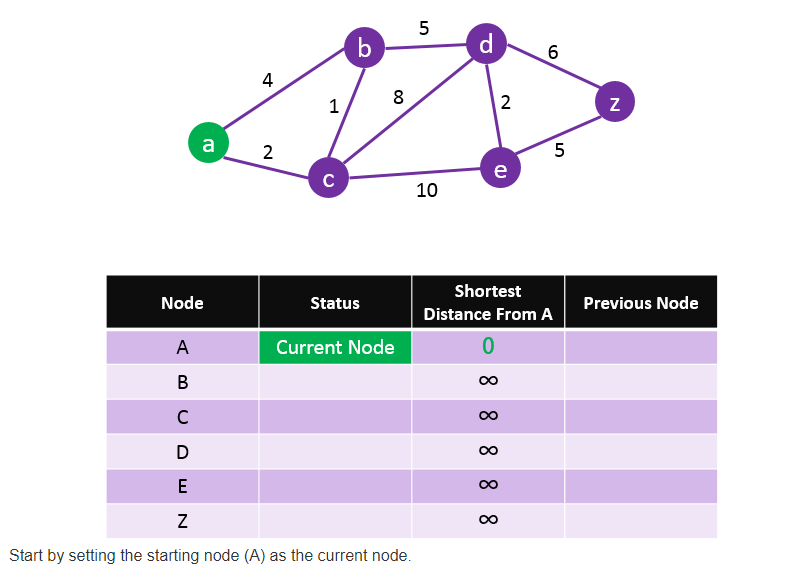 5
b
d
6
4
8
1
2
z
a
2
5
c
e
10
Node Status Shortest Distance From A Previous Node
A Current Node 0
B ∞
C ∞
D ∞
E ∞
Z ∞
Start by setting the starting node (A) as the current node.